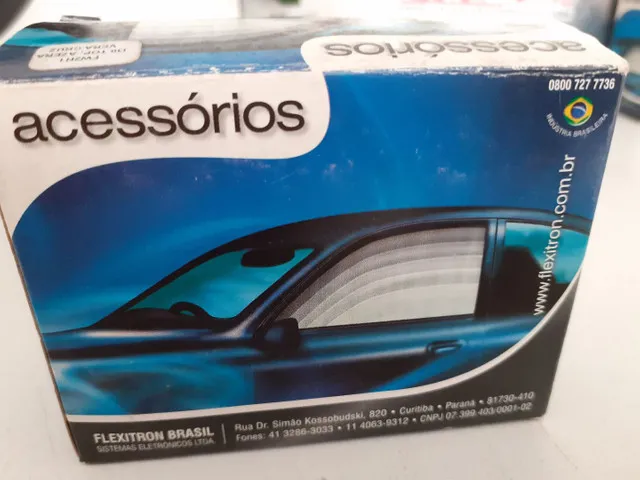 acessórios
acessórios
0800 727 7736
INDÚSTRIA BRASILEIRA
www.flexitron.com.br
FLEXITRON BRASIL
SISTEMAS ELETRÔNICOS LTDA.
Rua Dr. Simão Kossobudski, 820 • Curitiba • Paraná • 81730-410
Fones: 41 3286-3033 • 11 4063-9312 • CNPJ 07.399.403/0001-02